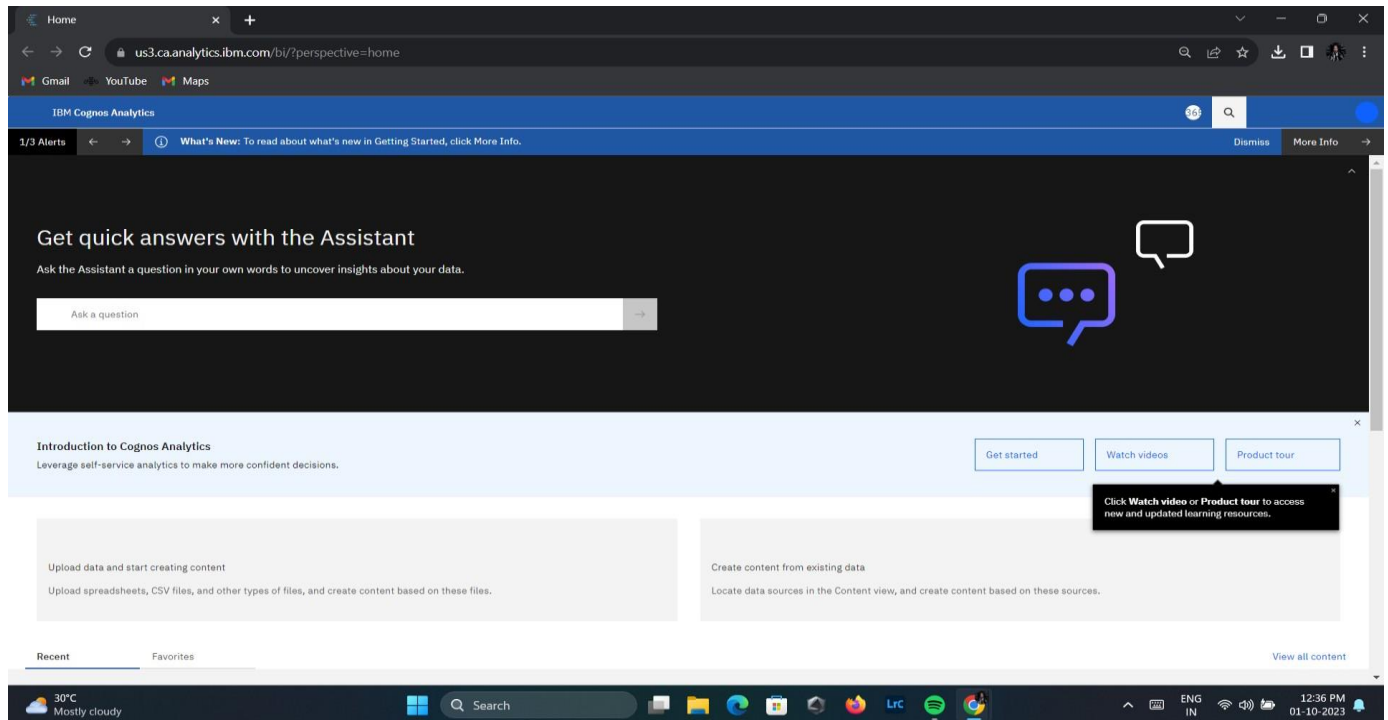 Home
us3.ca.analytics.ibm.com/bi/?perspective=home
Gmail YouTube Maps
IBM Cognos Analytics
1/3 Alerts What's New: To read about what's new in Getting Started, click More Info. Dismiss More Info
Get quick answers with the Assistant
Ask the Assistant a question in your own words to uncover insights about your data.
Ask a question
Introduction to Cognos Analytics
Leverage self-service analytics to make more confident decisions.
Get started Watch videos Product tour
Click Watch video or Product tour to access
new and updated learning resources.
Upload data and start creating content
Upload spreadsheets, CSV files, and other types of files, and create content based on these files.
Create content from existing data
Locate data sources in the Content view, and create content based on these sources.
Recent Favorites View all content
30°C
Mostly cloudy
Search
LrC
ENG
IN
12:36 PM
01-10-2023